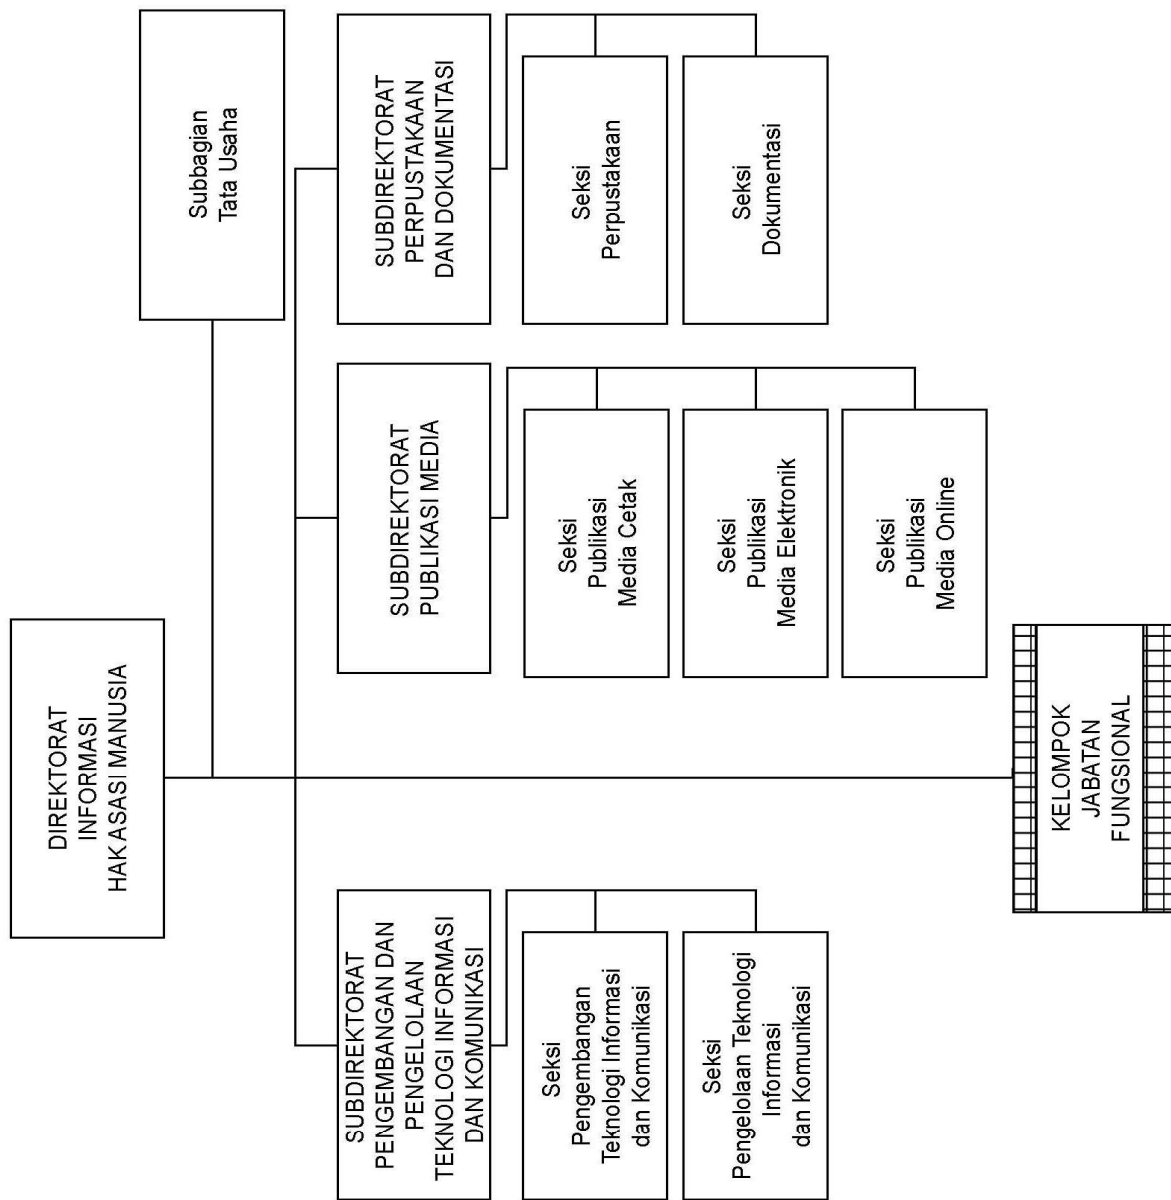 DIREKTORAT
INFORMASI
HAK ASASI MANUSIA
Subbagian
Tata Usaha
SUBDIREKTORAT
PENGEMBANGAN DAN
PENGELOLAAN
TEKNOLOGI INFORMASI
DAN KOMUNIKASI
Seksi
Pengembangan
Teknologi Informasi
dan Komunikasi
Seksi
Pengelolaan Teknologi
Informasi
dan Komunikasi
SUBDIREKTORAT
PUBLIKASI MEDIA
Seksi
Publikasi
Media Cetak
Seksi
Publikasi
Media Elektronik
Seksi
Publikasi
Media Online
SUBDIREKTORAT
PERPUSTAKAAN
DAN DOKUMENTASI
Seksi
Perpustakaan
Seksi
Dokumentasi
KELOMPOK
JABATAN
FUNGSIONAL